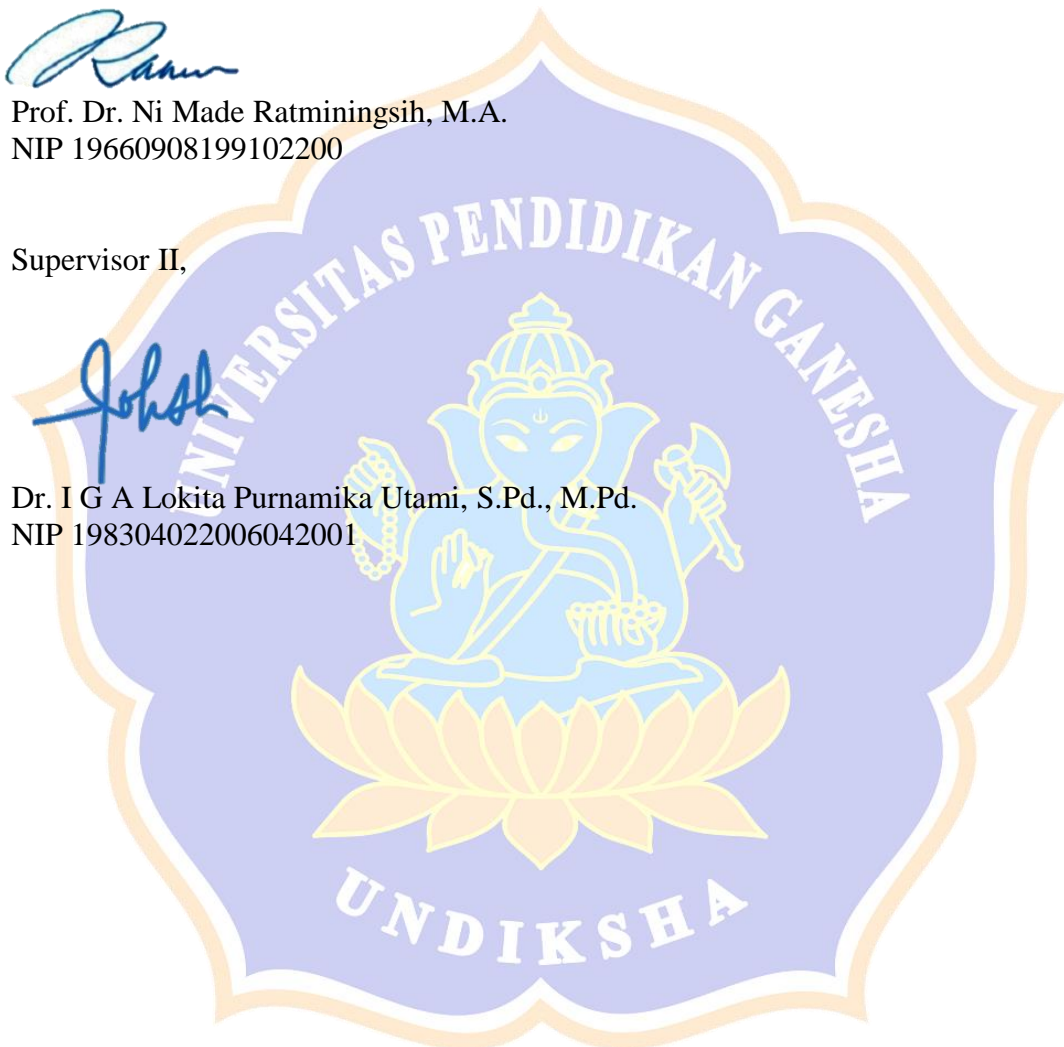 Prof. Dr. Ni Made Ratminingsih, M.A.
NIP 19660908199102200
Supervisor II,
Dr. I G A Lokita Purnamika Utami, S.Pd., M.Pd.
NIP 198304022006042001
UNIVERSITAS PENDIDIKAN GANESHA
UNDIKSHA